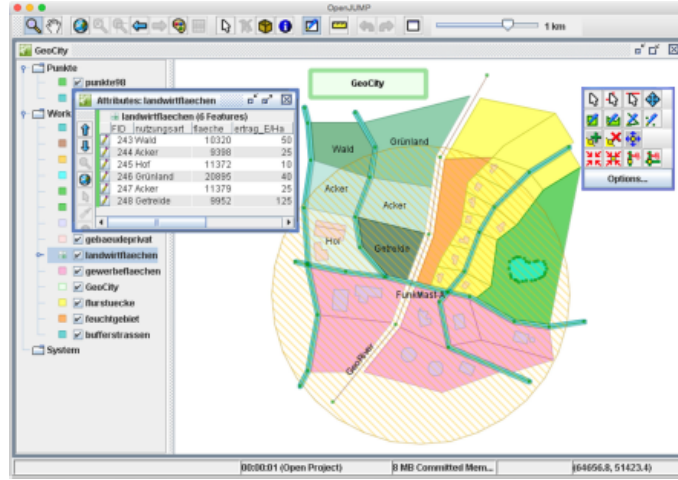 OpenJUMP
1 km
GeoCity
Punkte
punkte98
Work
Attributes: landwirtflaechen
landwirtflaechen (6 Features)
FID nutzungsart flaeche ertrag_E/Ha
243 Wald 10320 50
244 Acker 9398 25
245 Hof 11372 10
246 Grünland 20895 40
247 Acker 11379 25
248 Getreide 9952 125
gebaeudeprivat
landwirtflaechen
gewerbeflaechen
GeoCity
flurstuecke
feuchtgebiet
bufferstrassen
System
GeoCity
Wald
Grünland
Acker
Acker
Hof
Getreide
FunkMast-A
GeoRiver
Options...
00:00:01 (Open Project)
8 MB Committed Mem...
(64656.8, 51423.4)